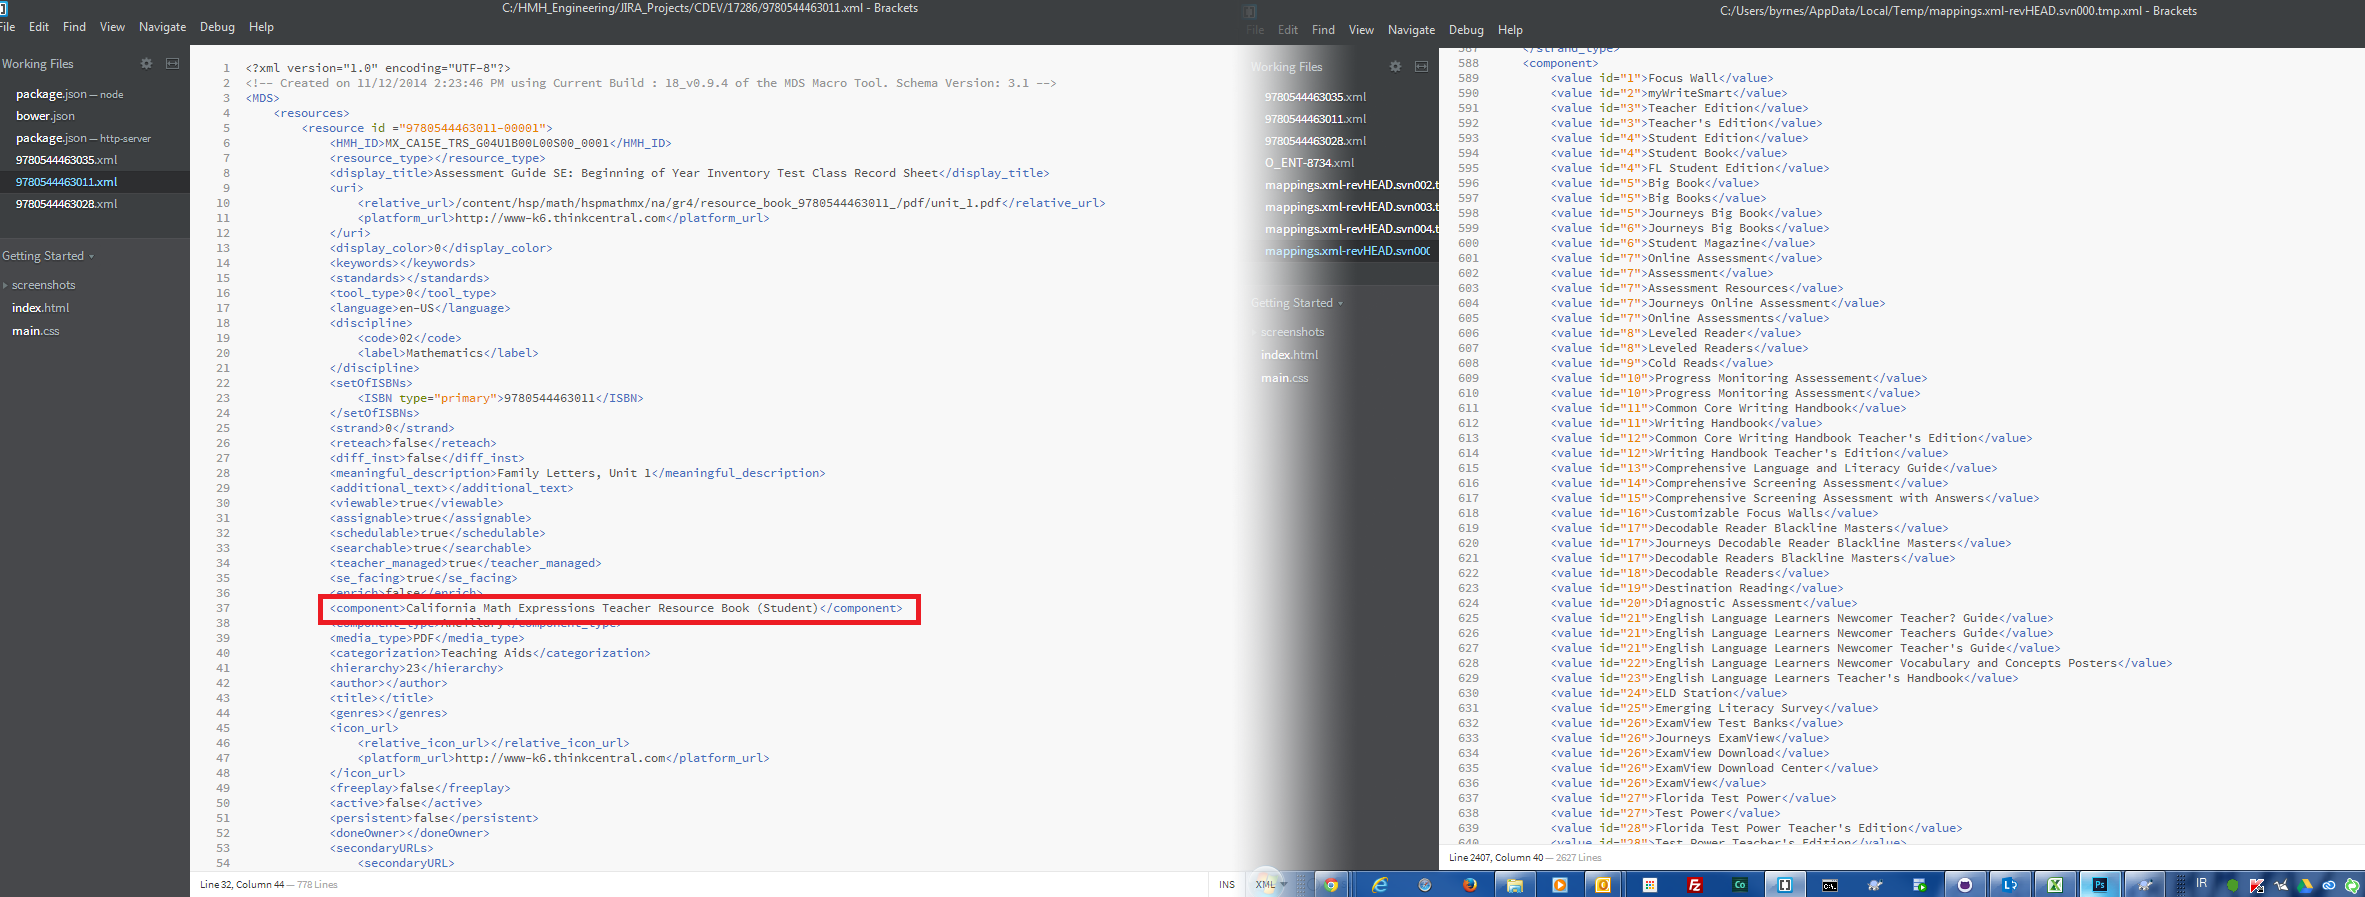 C:/HMH_Engineering/JIRA_Projects/CDEV/17286/9780544463011.xml - Brackets
File Edit Find View Navigate Debug Help
Working Files
package.json — node
bower.json
package.json — http-server
9780544463035.xml
9780544463011.xml
9780544463028.xml
Getting Started
screenshots
index.html
main.css
1 <?xml version="1.0" encoding="UTF-8"?>
2 <!-- Created on 11/12/2014 2:23:46 PM using Current Build : 18_v0.9.4 of the MDS Macro Tool. Schema Version: 3.1 -->
3 <MDS>
4 <resources>
5 <resource id ="9780544463011-00001">
6 <HMH_ID>MX_CA15E_TRS_G04U1B00L00S00_0001</HMH_ID>
7 <resource_type></resource_type>
8 <display_title>Assessment Guide SE: Beginning of Year Inventory Test Class Record Sheet</display_title>
9 <uri>
10 <relative_url>/content/hsp/math/hspmathmx/na/gr4/resource_book_9780544463011_/pdf/unit_1.pdf</relative_url>
11 <platform_url>http://www-k6.thinkcentral.com</platform_url>
12 </uri>
13 <display_color>0</display_color>
14 <keywords></keywords>
15 <standards></standards>
16 <tool_type>0</tool_type>
17 <language>en-US</language>
18 <discipline>
19 <code>02</code>
20 <label>Mathematics</label>
21 </discipline>
22 <setOfISBNs>
23 <ISBN type="primary">9780544463011</ISBN>
24 </setOfISBNs>
25 <strand>0</strand>
26 <reteach>false</reteach>
27 <diff_inst>false</diff_inst>
28 <meaningful_description>Family Letters, Unit 1</meaningful_description>
29 <additional_text></additional_text>
30 <viewable>true</viewable>
31 <assignable>true</assignable>
32 <schedulable>true</schedulable>
33 <searchable>true</searchable>
34 <teacher_managed>true</teacher_managed>
35 <se_facing>true</se_facing>
36 <enrich>false</enrich>
37 <component>California Math Expressions Teacher Resource Book (Student)</component>
38 <component_type>Ancillary</component_type>
39 <media_type>PDF</media_type>
40 <categorization>Teaching Aids</categorization>
41 <hierarchy>23</hierarchy>
42 <author></author>
43 <title></title>
44 <genres></genres>
45 <icon_url>
46 <relative_icon_url></relative_icon_url>
47 <platform_url>http://www-k6.thinkcentral.com</platform_url>
48 </icon_url>
49 <freeplay>false</freeplay>
50 <active>false</active>
51 <persistent>false</persistent>
52 <doneOwner></doneOwner>
53 <secondaryURLs>
54 <secondaryURL>
Line 32, Column 44 — 778 Lines
INS XML
C:/Users/byrnes/AppData/Local/Temp/mappings.xml-revHEAD.svn000.tmp.xml - Brackets
File Edit Find View Navigate Debug Help
Working Files
9780544463035.xml
9780544463011.xml
9780544463028.xml
O_ENT-8734.xml
mappings.xml-revHEAD.svn002.t
mappings.xml-revHEAD.svn003.t
mappings.xml-revHEAD.svn004.t
mappings.xml-revHEAD.svn000
Getting Started
screenshots
index.html
main.css
587 </strand_type>
588 <component>
589 <value id="1">Focus Wall</value>
590 <value id="2">myWriteSmart</value>
591 <value id="3">Teacher Edition</value>
592 <value id="3">Teacher's Edition</value>
593 <value id="4">Student Edition</value>
594 <value id="4">Student Book</value>
595 <value id="4">FL Student Edition</value>
596 <value id="5">Big Book</value>
597 <value id="5">Big Books</value>
598 <value id="5">Journeys Big Book</value>
599 <value id="6">Journeys Big Books</value>
600 <value id="6">Student Magazine</value>
601 <value id="7">Online Assessment</value>
602 <value id="7">Assessment</value>
603 <value id="7">Assessment Resources</value>
604 <value id="7">Journeys Online Assessment</value>
605 <value id="7">Online Assessments</value>
606 <value id="8">Leveled Reader</value>
607 <value id="8">Leveled Readers</value>
608 <value id="9">Cold Reads</value>
609 <value id="10">Progress Monitoring Assessement</value>
610 <value id="10">Progress Monitoring Assessment</value>
611 <value id="11">Common Core Writing Handbook</value>
612 <value id="11">Writing Handbook</value>
613 <value id="12">Common Core Writing Handbook Teacher's Edition</value>
614 <value id="12">Writing Handbook Teacher's Edition</value>
615 <value id="13">Comprehensive Language and Literacy Guide</value>
616 <value id="14">Comprehensive Screening Assessment</value>
617 <value id="15">Comprehensive Screening Assessment with Answers</value>
618 <value id="16">Customizable Focus Walls</value>
619 <value id="17">Decodable Reader Blackline Masters</value>
620 <value id="17">Journeys Decodable Reader Blackline Masters</value>
621 <value id="17">Decodable Readers Blackline Masters</value>
622 <value id="18">Decodable Readers</value>
623 <value id="19">Destination Reading</value>
624 <value id="20">Diagnostic Assessment</value>
625 <value id="21">English Language Learners Newcomer Teacher? Guide</value>
626 <value id="21">English Language Learners Newcomer Teachers Guide</value>
627 <value id="21">English Language Learners Newcomer Teacher's Guide</value>
628 <value id="22">English Language Learners Newcomer Vocabulary and Concepts Posters</value>
629 <value id="23">English Language Learners Teacher's Handbook</value>
630 <value id="24">ELD Station</value>
631 <value id="25">Emerging Literacy Survey</value>
632 <value id="26">ExamView Test Banks</value>
633 <value id="26">Journeys ExamView</value>
634 <value id="26">ExamView Download</value>
635 <value id="26">ExamView Download Center</value>
636 <value id="26">ExamView</value>
637 <value id="27">Florida Test Power</value>
638 <value id="27">Test Power</value>
639 <value id="28">Florida Test Power Teacher's Edition</value>
640 <value id="28">Test Power Teacher's Edition</value>
Line 2407, Column 40 — 2627 Lines
IR